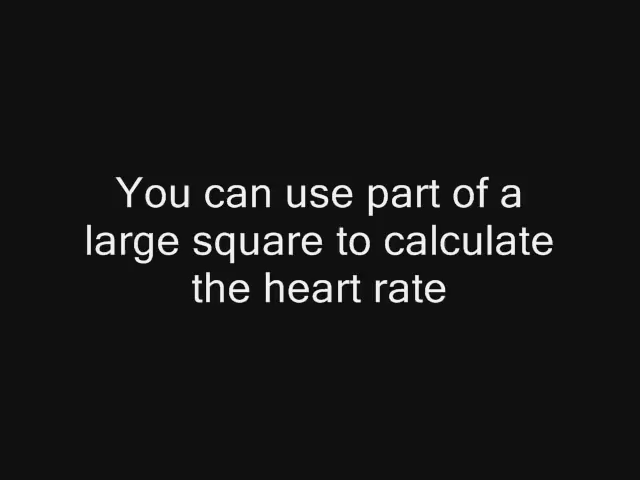 You can use part of a
large square to calculate
the heart rate